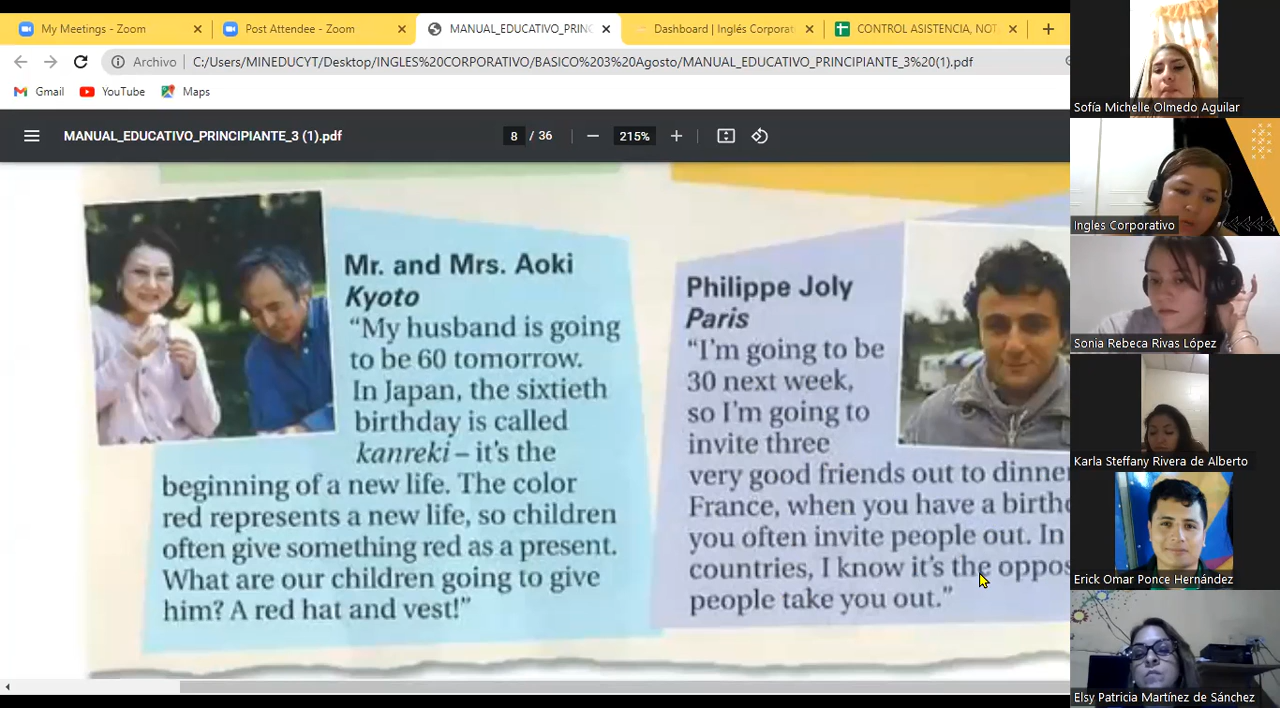 My Meetings - Zoom
Post Attendee - Zoom
MANUAL_EDUCATIVO_PRINC
Dashboard | Inglés Corporat
CONTROL ASISTENCIA, NOT
Archivo
C:/Users/MINEDUCYT/Desktop/INGLES%20CORPORATIVO/BASICO%203%20Agosto/MANUAL_EDUCATIVO_PRINCIPIANTE_3%20(1).pdf
Gmail
YouTube
Maps
MANUAL_EDUCATIVO_PRINCIPIANTE_3 (1).pdf
8 / 36
215%
Mr. and Mrs. Aoki
Kyoto
“My husband is going
to be 60 tomorrow.
In Japan, the sixtieth
birthday is called
kanreki – it's the
beginning of a new life. The color
red represents a new life, so children
often give something red as a present.
What are our children going to give
him? A red hat and vest!”
Philippe Joly
Paris
“I'm going to be
30 next week,
so I'm going to
invite three
very good friends out to dinner
France, when you have a birth
you often invite people out. In
countries, I know it's the oppos
people take you out.”
Sofía Michelle Olmedo Aguilar
Ingles Corporativo
Sonia Rebeca Rivas López
Karla Steffany Rivera de Alberto
Erick Omar Ponce Hernández
Elsy Patricia Martínez de Sánchez